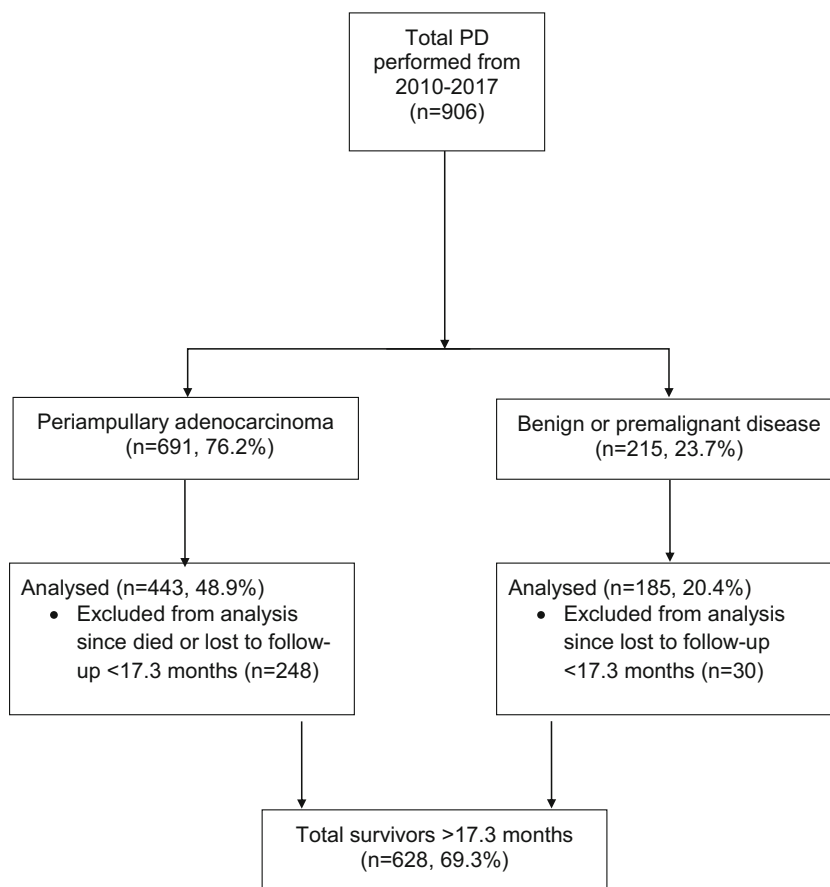 Total PD
performed from
2010-2017
(n=906)
Periampullary adenocarcinoma
(n=691, 76.2%)
Benign or premalignant disease
(n=215, 23.7%)
Analysed (n=443, 48.9%)
• Excluded from analysis
since died or lost to follow-
up <17.3 months (n=248)
Analysed (n=185, 20.4%)
• Excluded from analysis
since lost to follow-up
<17.3 months (n=30)
Total survivors >17.3 months
(n=628, 69.3%)